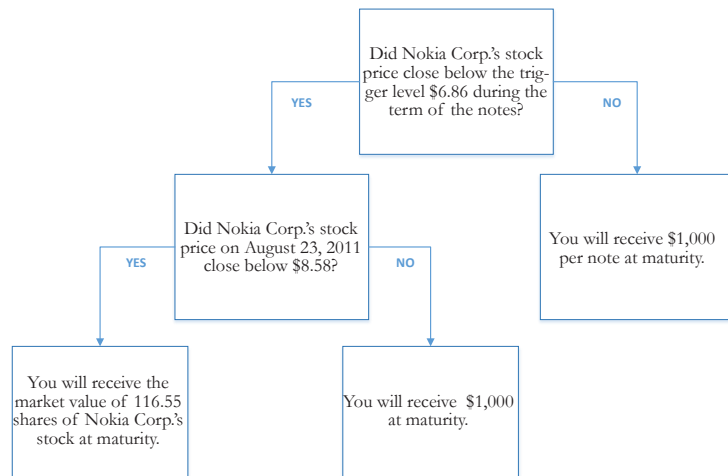 Did Nokia Corp.'s stock
price close below the trig-
ger level $6.86 during the
term of the notes?
YES
NO
Did Nokia Corp.'s stock
price on August 23, 2011
close below $8.58?
You will receive $1,000
per note at maturity.
YES
NO
You will receive the
market value of 116.55
shares of Nokia Corp.'s
stock at maturity.
You will receive $1,000
at maturity.